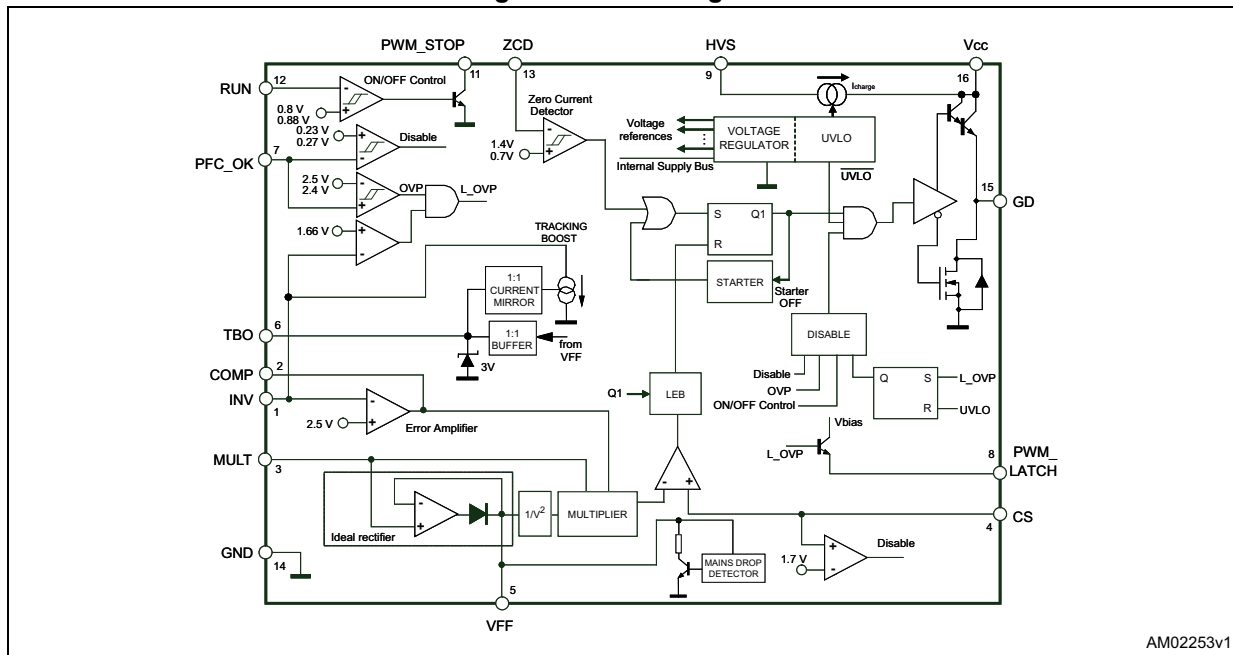 PWM_STOP
ZCD
HVS
Vcc
RUN
12
11
13
9
16
ON/OFF Control
Icharge
0.8 V
0.88 V
Zero Current
Detector
0.23 V
0.27 V
Disable
1.4V
0.7V
Voltage
references
VOLTAGE
REGULATOR
UVLO
Internal Supply Bus
UVLO
7
PFC_OK
2.5 V
2.4 V
OVP
L_OVP
15
GD
1.66 V
TRACKING
BOOST
S
Q1
R
1:1
CURRENT
MIRROR
STARTER
Starter
OFF
TBO
6
1:1
BUFFER
from
VFF
3V
DISABLE
COMP
2
Disable
OVP
ON/OFF Control
Q
S
R
L_OVP
UVLO
INV
1
2.5 V
Error Amplifier
Q1
LEB
Vbias
L_OVP
8
PWM_
LATCH
MULT
3
Ideal rectifier
1/V2
MULTIPLIER
CS
4
GND
14
MAINS DROP
DETECTOR
1.7 V
Disable
5
VFF
AM02253v1